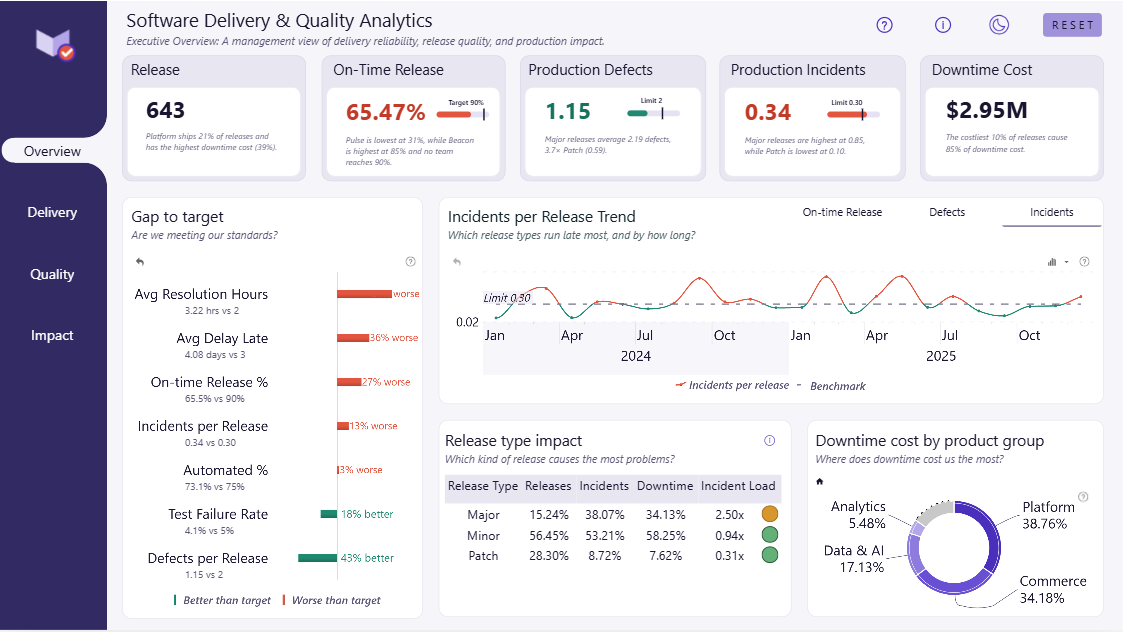 Software Delivery & Quality Analytics
Executive Overview: A management view of delivery reliability, release quality, and production impact.
? i RESET
Overview
Delivery
Quality
Impact
Release
643
Platform ships 21% of releases and
has the highest downtime cost (39%).
On-Time Release
65.47%
Target 90%
Pulse is lowest at 31%, while Beacon
is highest at 85% and no team
reaches 90%.
Production Defects
1.15
Limit 2
Major releases average 2.19 defects,
3.7× Patch (0.59).
Production Incidents
0.34
Limit 0.30
Major releases are highest at 0.85,
while Patch is lowest at 0.10.
Downtime Cost
$2.95M
The costliest 10% of releases cause
85% of downtime cost.
Gap to target
Are we meeting our standards?
?
Avg Resolution Hours
3.22 hrs vs 2
worse
Avg Delay Late
4.08 days vs 3
36% worse
On-time Release %
65.5% vs 90%
27% worse
Incidents per Release
0.34 vs 0.30
13% worse
Automated %
73.1% vs 75%
3% worse
Test Failure Rate
4.1% vs 5%
18% better
Defects per Release
1.15 vs 2
43% better
Better than target Worse than target
Incidents per Release Trend
Which release types run late most, and by how long?
On-time Release Defects Incidents
?
Limit 0.30
0.02
Jan Apr Jul Oct Jan Apr Jul Oct
2024 2025
Incidents per release Benchmark
Release type impact
i
Which kind of release causes the most problems?
Release Type Releases Incidents Downtime Incident Load
Major 15.24% 38.07% 34.13% 2.50x
Minor 56.45% 53.21% 58.25% 0.94x
Patch 28.30% 8.72% 7.62% 0.31x
Downtime cost by product group
Where does downtime cost us the most?
?
Analytics
5.48%
Platform
38.76%
Data & AI
17.13%
Commerce
34.18%